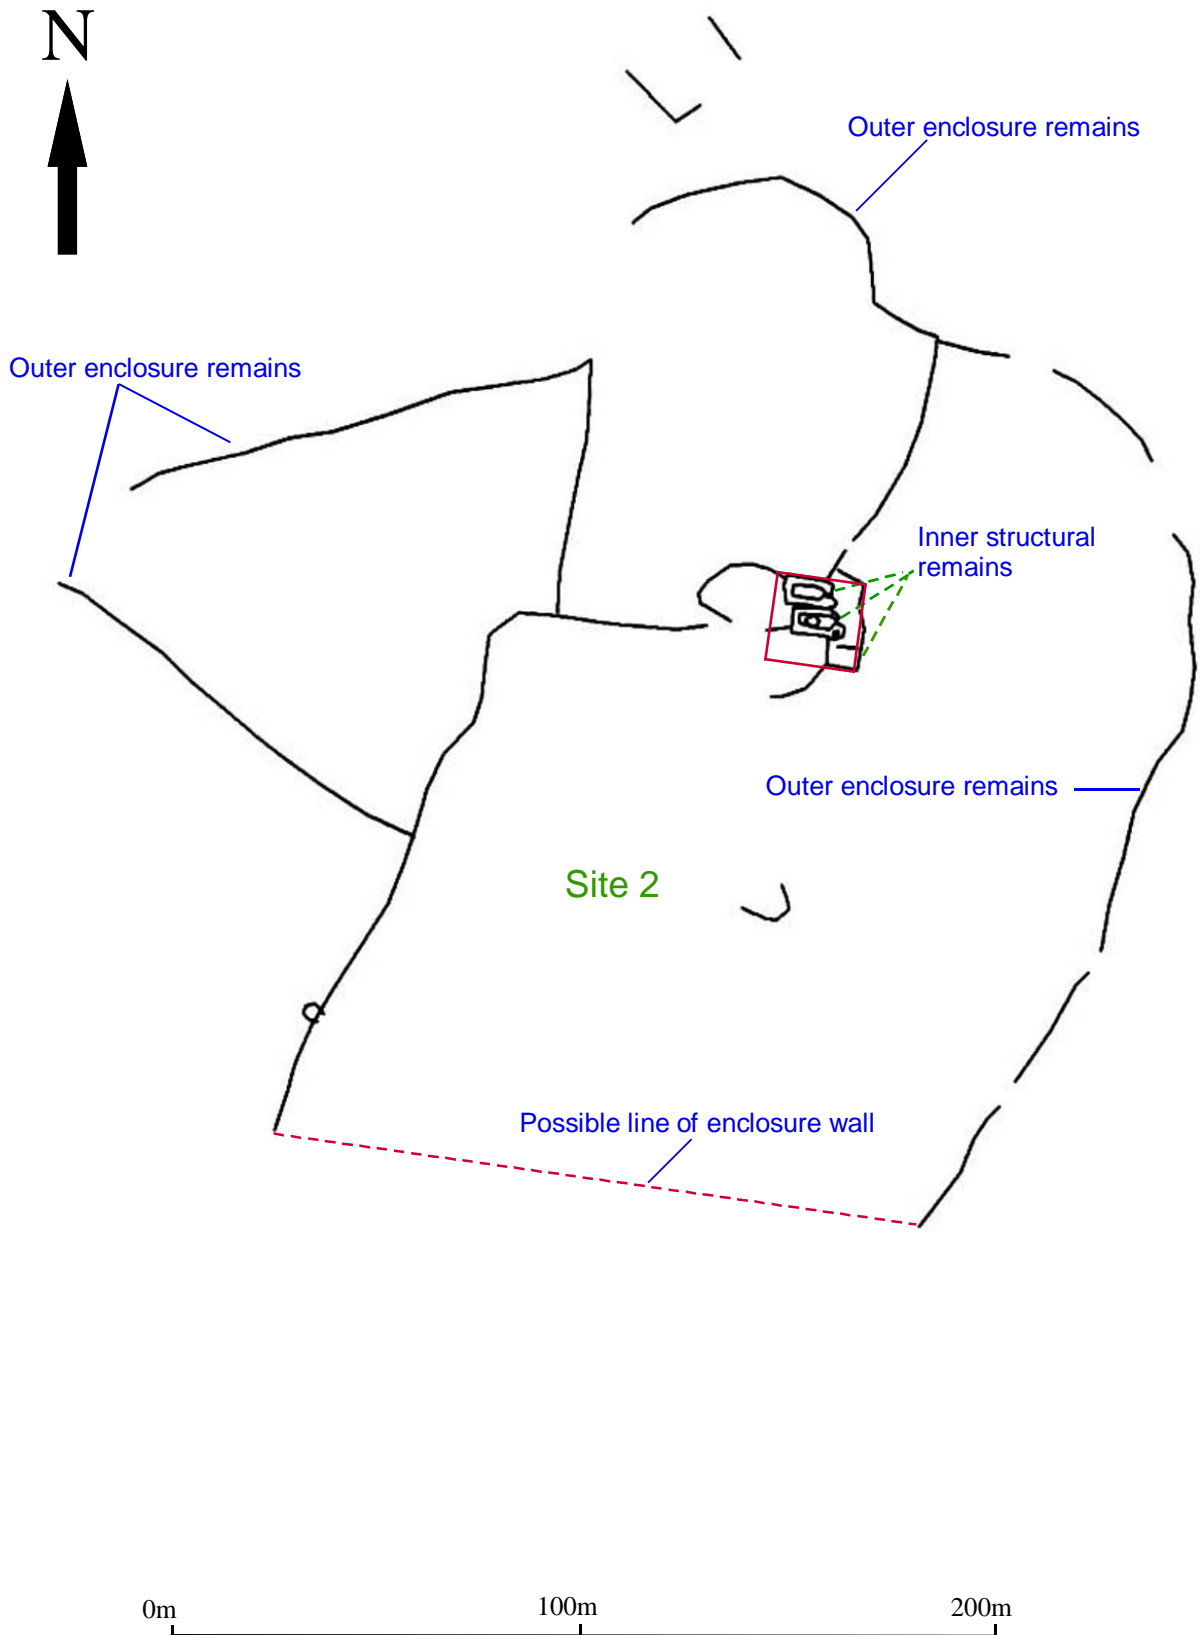 N
Outer enclosure remains
Outer enclosure remains
Inner structural
remains
Outer enclosure remains
Site 2
Possible line of enclosure wall
0m
100m
200m